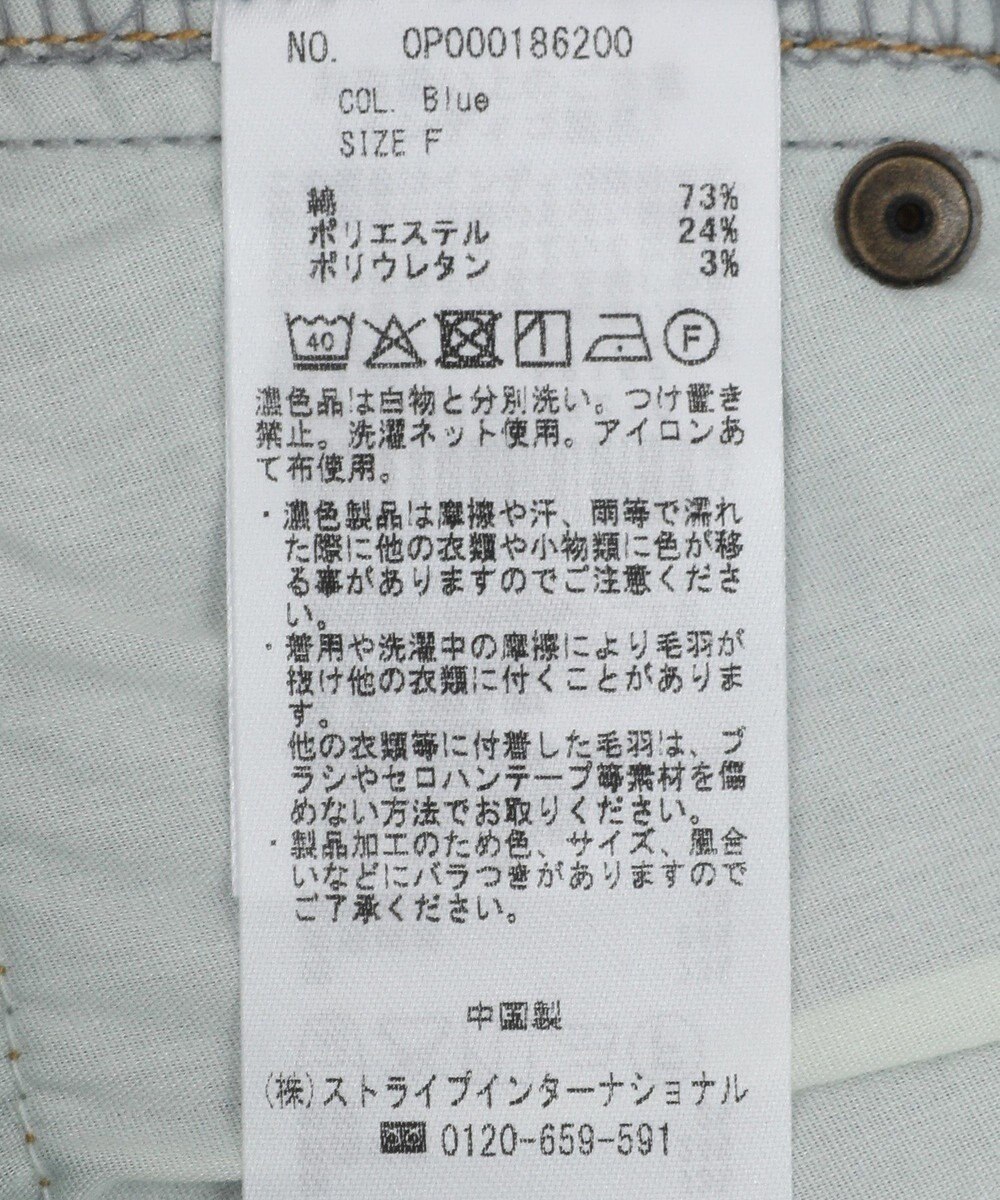 NO. OP000186200
COL. Blue
SIZE F
綿 73%
ポリエステル 24%
ポリウレタン 3%
40 F
濃色品は白物と分別洗い。つけ置き
禁止。洗濯ネット使用。アイロンあ
て布使用。
・濃色製品は摩擦や汗、雨等で濡れ
た際に他の衣類や小物類に色が移
る事がありますのでご注意くださ
い。
・着用や洗濯中の摩擦により毛羽が
抜け他の衣類に付くことがありま
す。
他の衣類等に付着した毛羽は、ブ
ラシやセロハンテープ等素材を傷
めない方法でお取りください。
・製品加工のため色、サイズ、風合
いなどにバラつきがありますので
ご了承ください。
中国製
(株)ストライプインターナショナル
0120-659-591